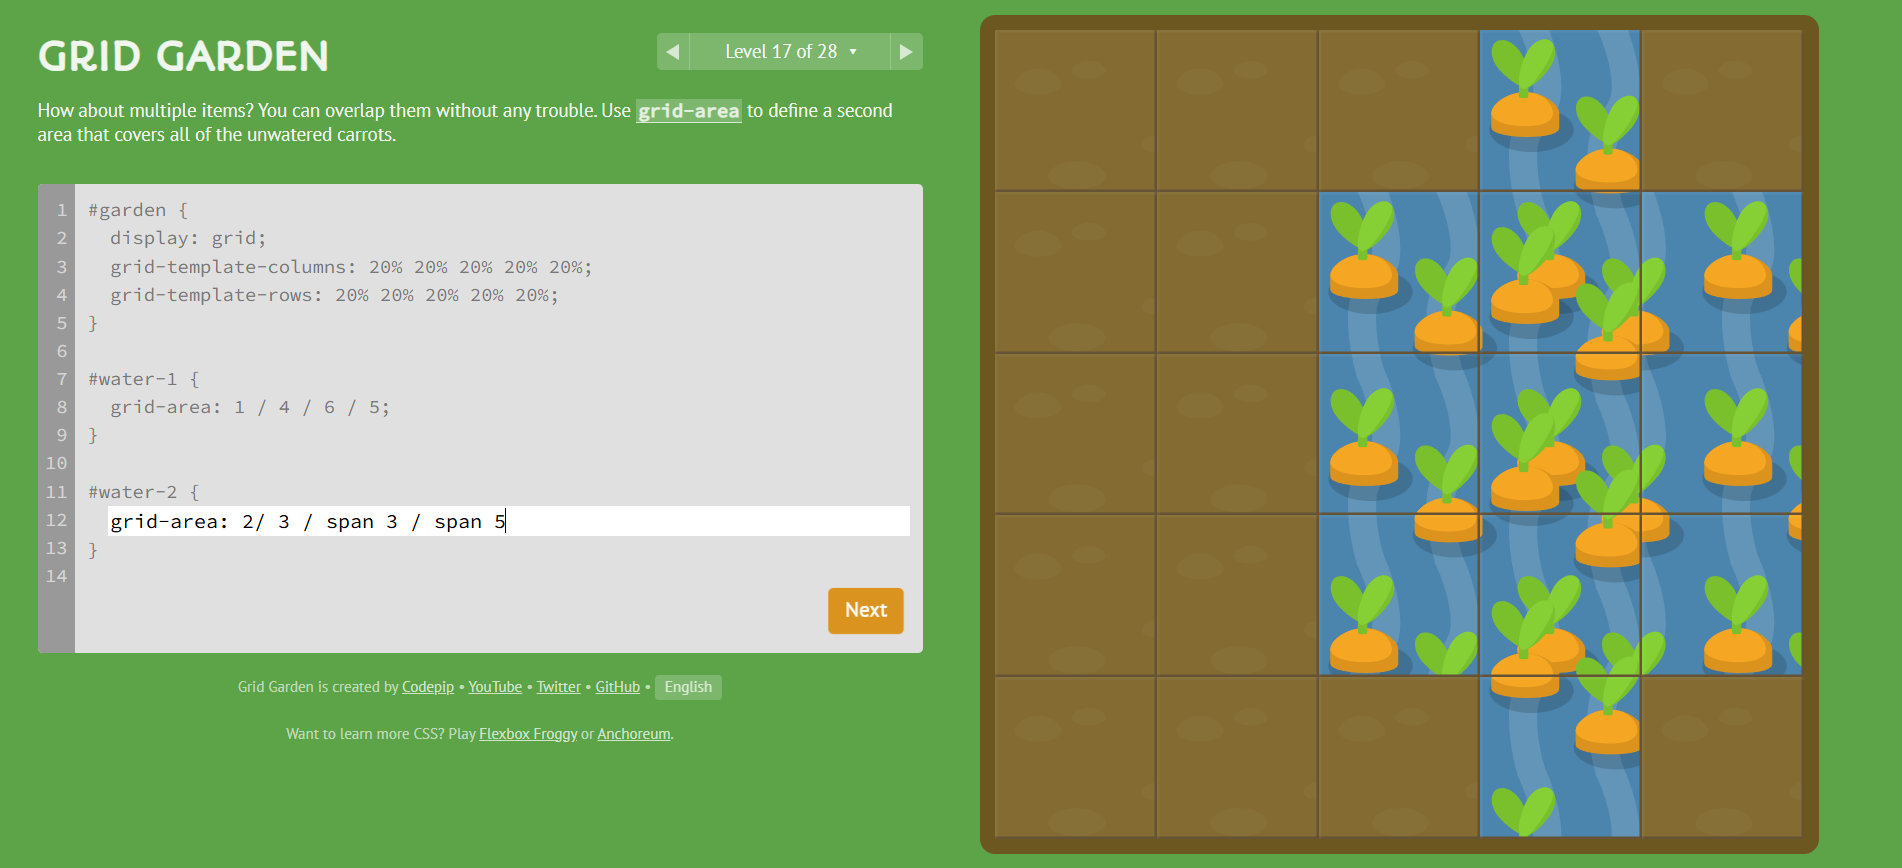 GRID GARDEN
◀ Level 17 of 28 ▼ ▶
How about multiple items? You can overlap them without any trouble. Use grid-area to define a second
area that covers all of the unwatered carrots.
1 #garden {
2   display: grid;
3   grid-template-columns: 20% 20% 20% 20% 20%;
4   grid-template-rows: 20% 20% 20% 20% 20%;
5 }
6
7 #water-1 {
8   grid-area: 1 / 4 / 6 / 5;
9 }
10
11 #water-2 {
12   grid-area: 2/ 3 / span 3 / span 5
13 }
14
Next
Grid Garden is created by Codepip • YouTube • Twitter • GitHub • English
Want to learn more CSS? Play Flexbox Froggy or Anchoreum.